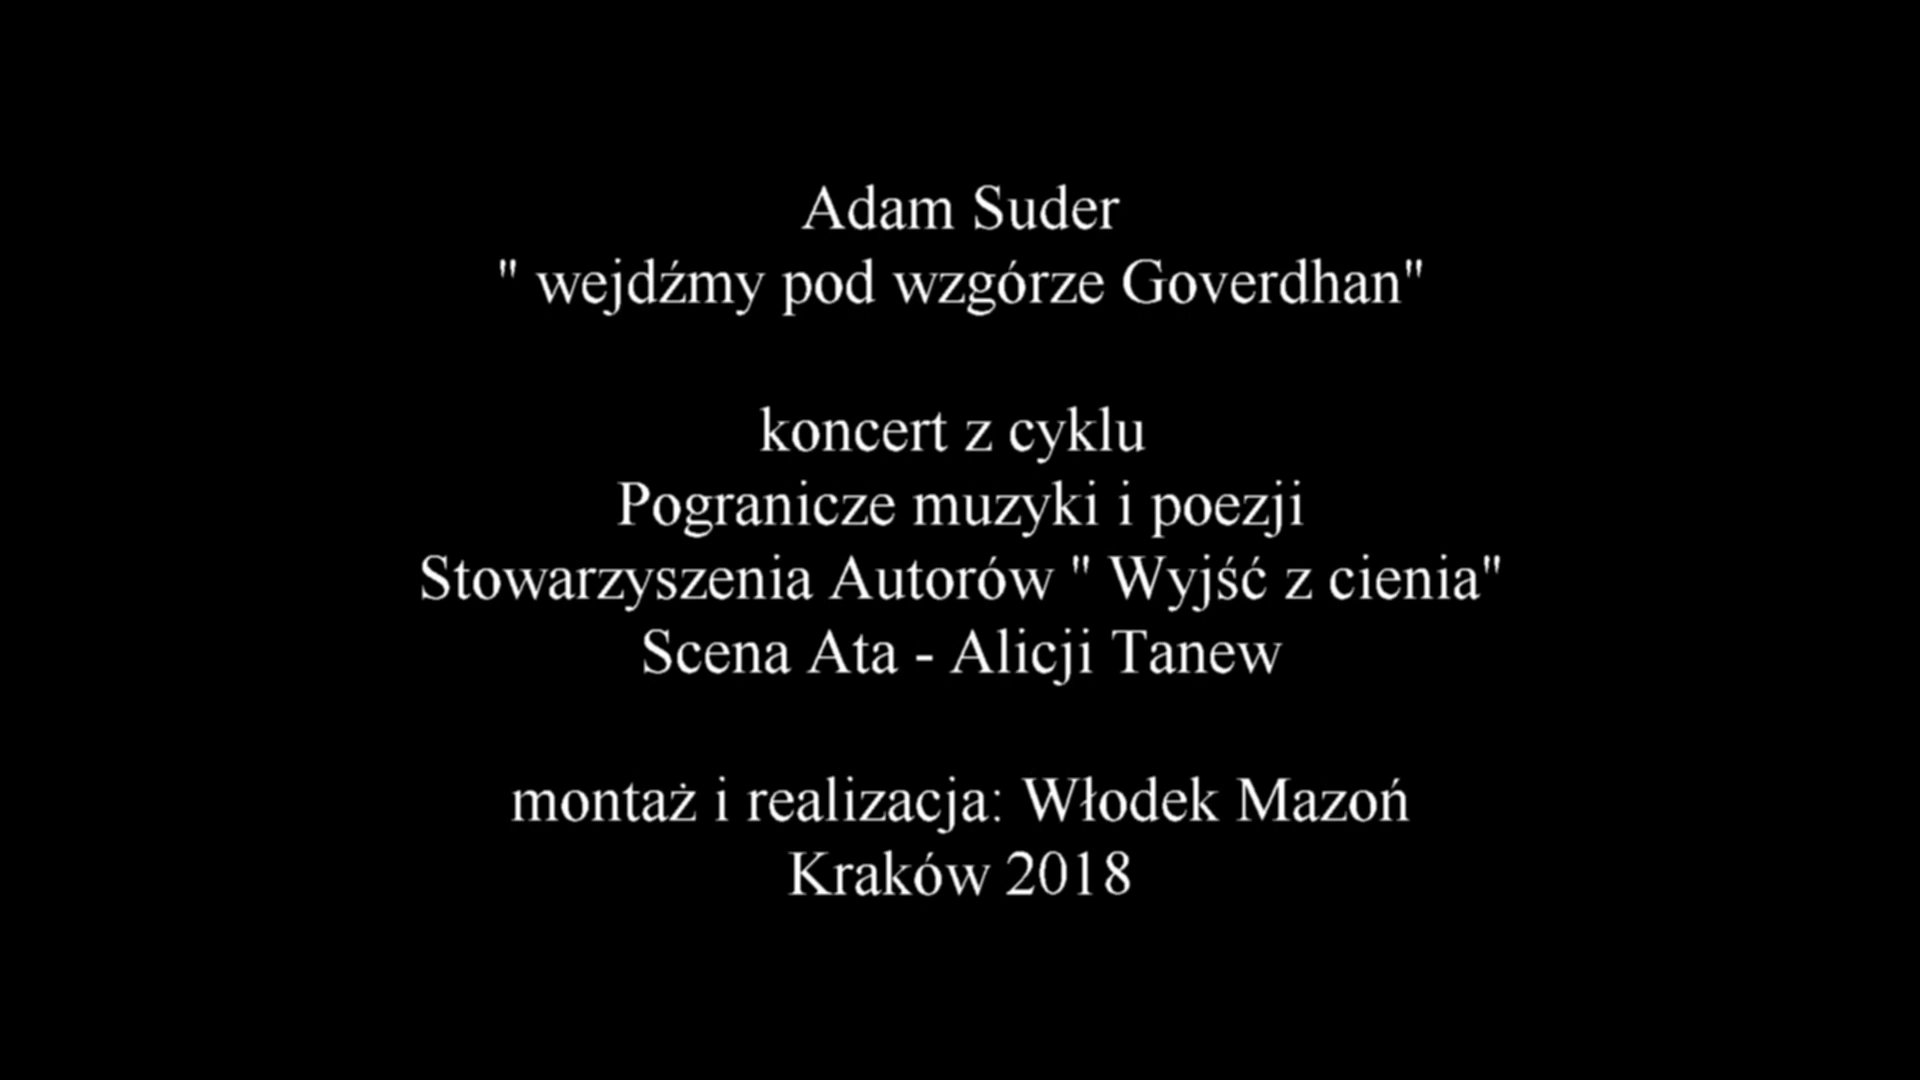 Adam Suder
" wejdźmy pod wzgórze Goverdhan"
koncert z cyklu
Pogranicze muzyki i poezji
Stowarzyszenia Autorów " Wyjść z cienia"
Scena Ata - Alicji Tanew
montaż i realizacja: Włodek Mazoń
Kraków 2018